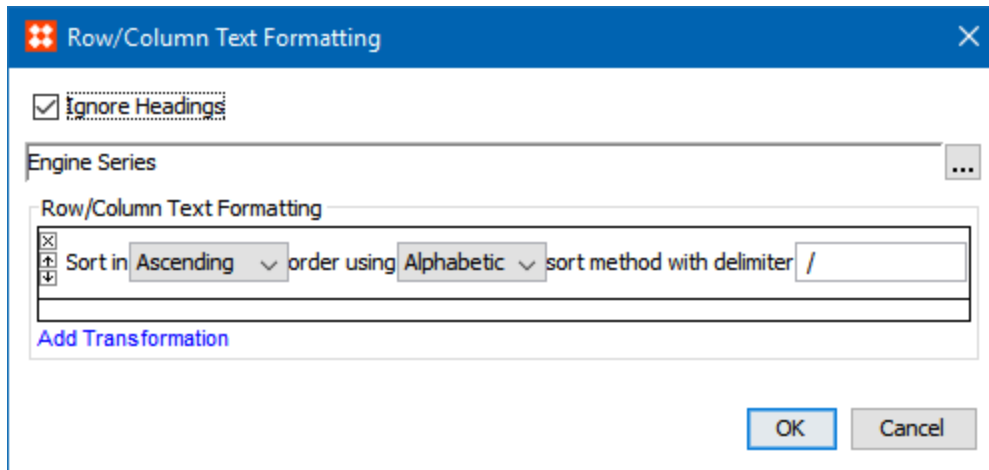 Row/Column Text Formatting
Ignore Headings
Engine Series
...
Row/Column Text Formatting
Sort in Ascending order using Alphabetic sort method with delimiter /
Add Transformation
OK Cancel